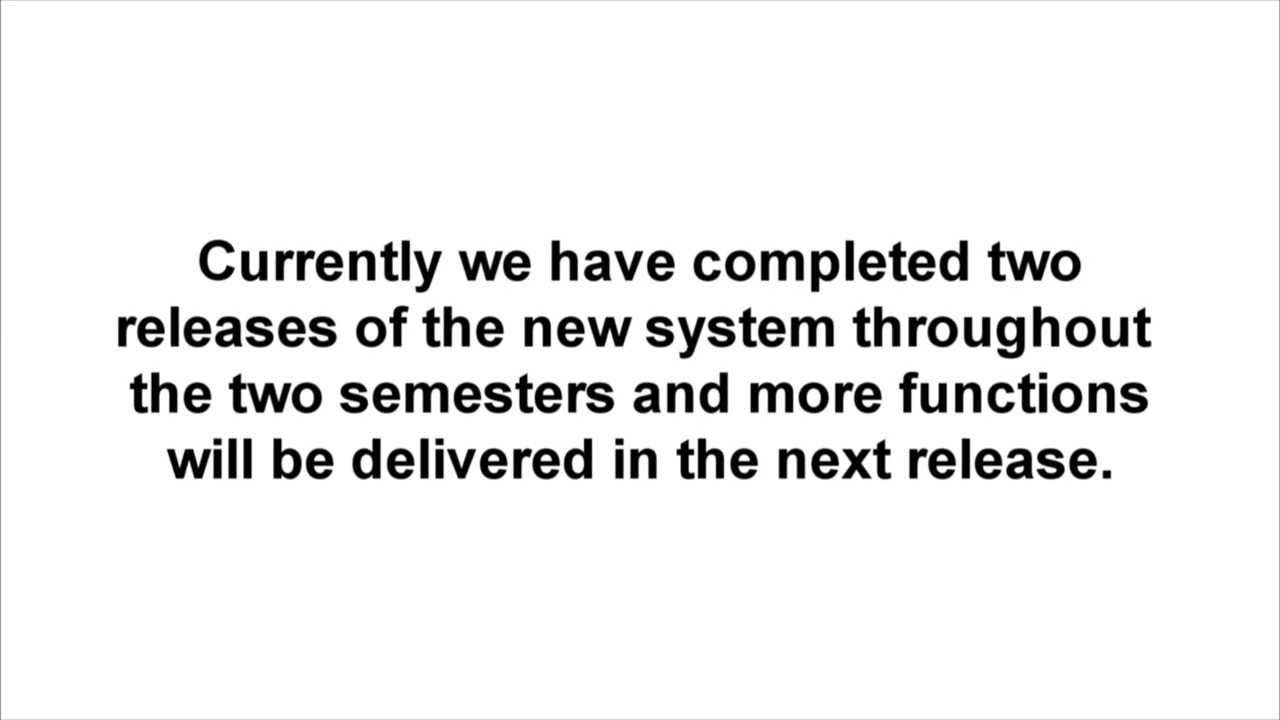 Currently we have completed two
releases of the new system throughout
the two semesters and more functions
will be delivered in the next release.